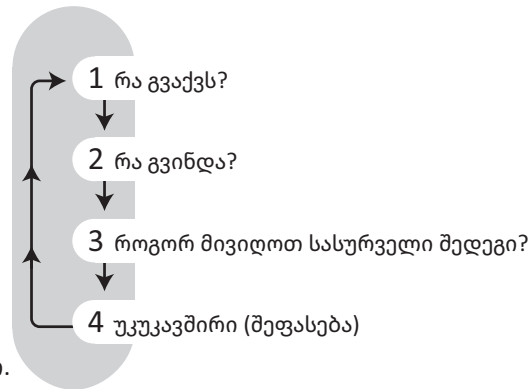 1 რა გვაქვს?
2 რა გვინდა?
3 როგორ მივიღოთ სასურველი შედეგი?
4 უკუკავშირი (შეფასება)